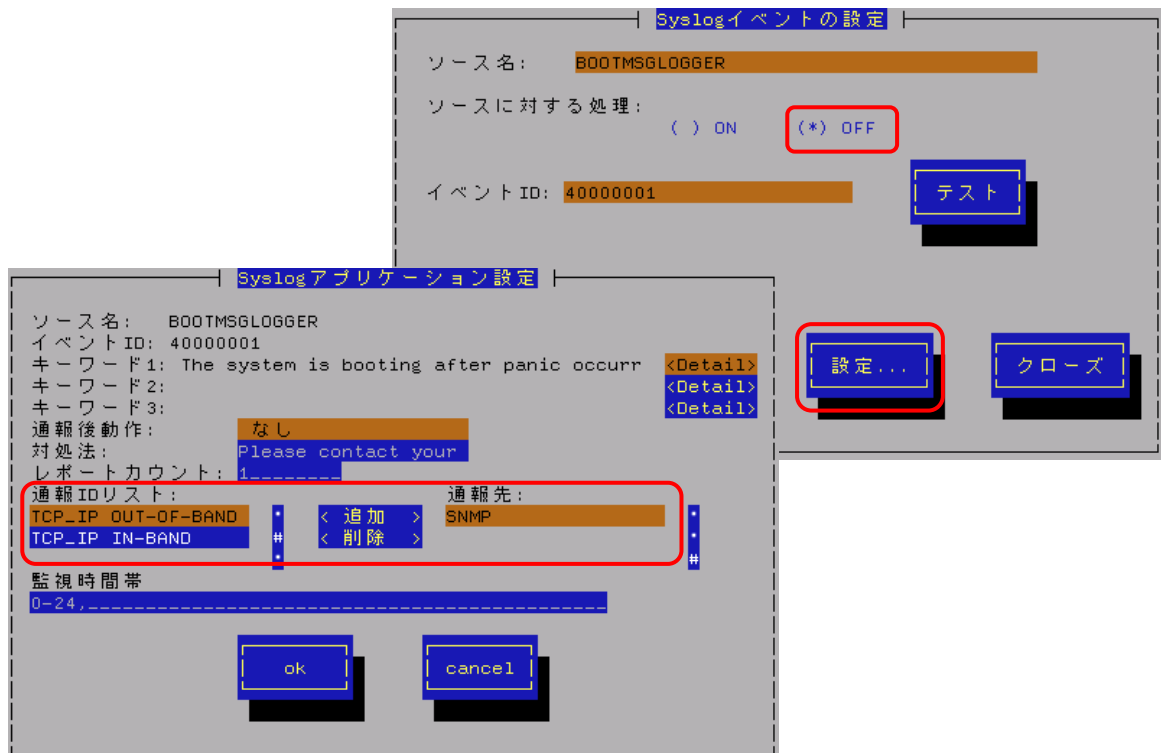 Syslogイベントの設定
ソース名: BOOTMSGLOGGER
ソースに対する処理:
( ) ON (*) OFF
イベントID: 40000001
テスト
設定...
クローズ
Syslogアプリケーション設定
ソース名: BOOTMSGLOGGER
イベントID: 40000001
キーワード1: The system is booting after panic occurr <Detail>
キーワード2: <Detail>
キーワード3: <Detail>
通報後動作: なし
対処法: Please contact your
レポートカウント: 1________
通報IDリスト: 通報先:
TCP_IP OUT-OF-BAND < 追加 > SNMP
TCP_IP IN-BAND # < 削除 >
#
監視時間帯
0-24,_____________________________________________
ok cancel